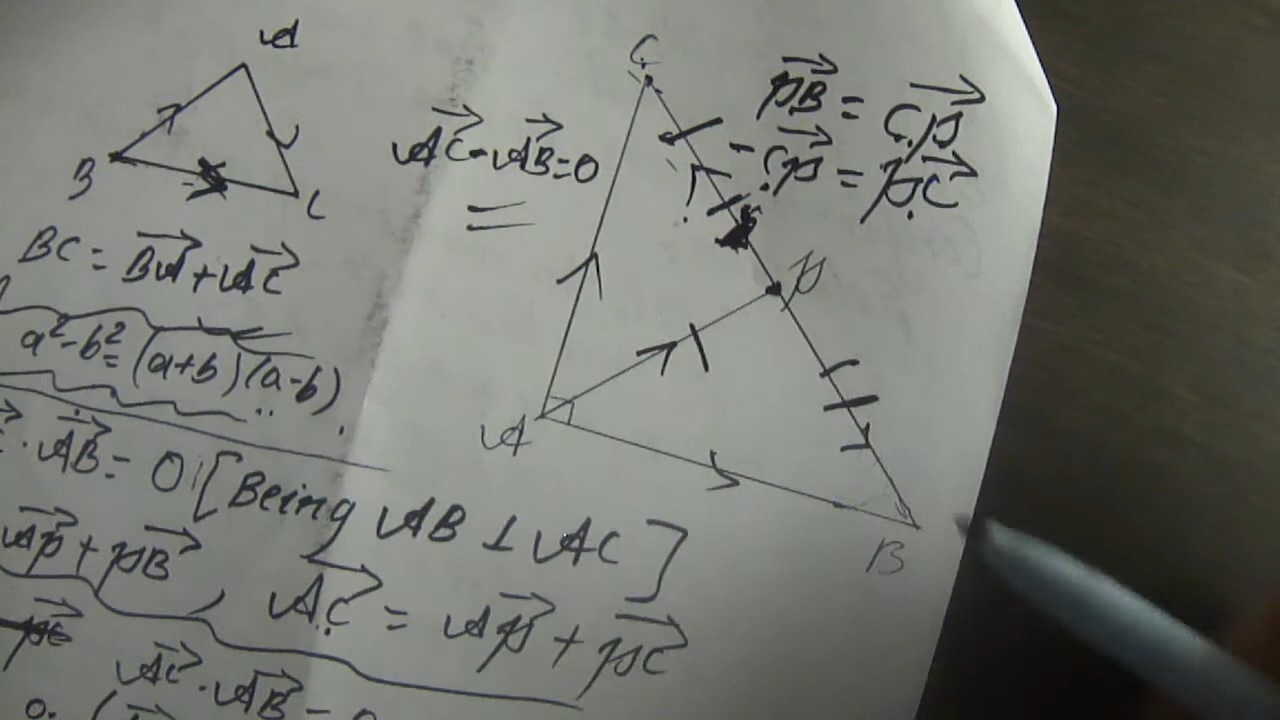 A
B
C
BC = BA + AC
a² - b² = (a+b)(a-b)
AC - AB = 0
C
PB = CP
- CP = PC
P
A
B
. AB = 0 [Being AB ⊥ AC]
AP + PB, AC = AP + PC
AC . AB = 0